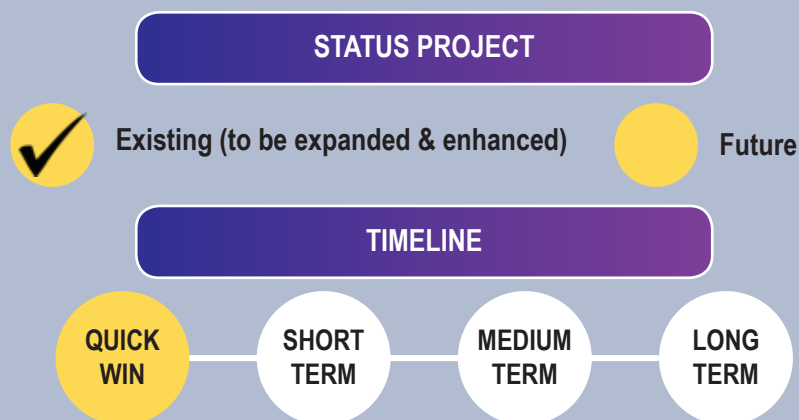 STATUS PROJECT
Existing (to be expanded & enhanced)
Future
TIMELINE
QUICK
WIN
SHORT
TERM
MEDIUM
TERM
LONG
TERM